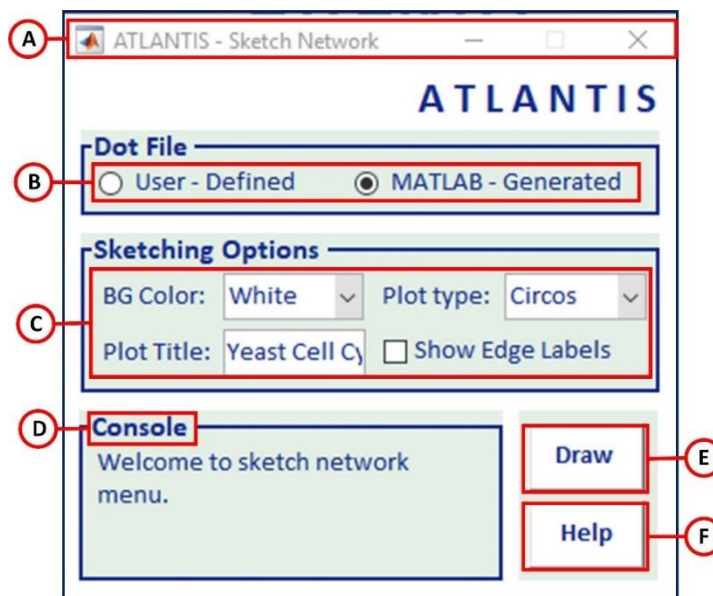 A
ATLANTIS - Sketch Network
ATLANTIS
Dot File
B
User - Defined
MATLAB - Generated
Sketching Options
BG Color: White
Plot type: Circos
C
Plot Title: Yeast Cell Cy
Show Edge Labels
D
Console
Welcome to sketch network
menu.
Draw
E
Help
F